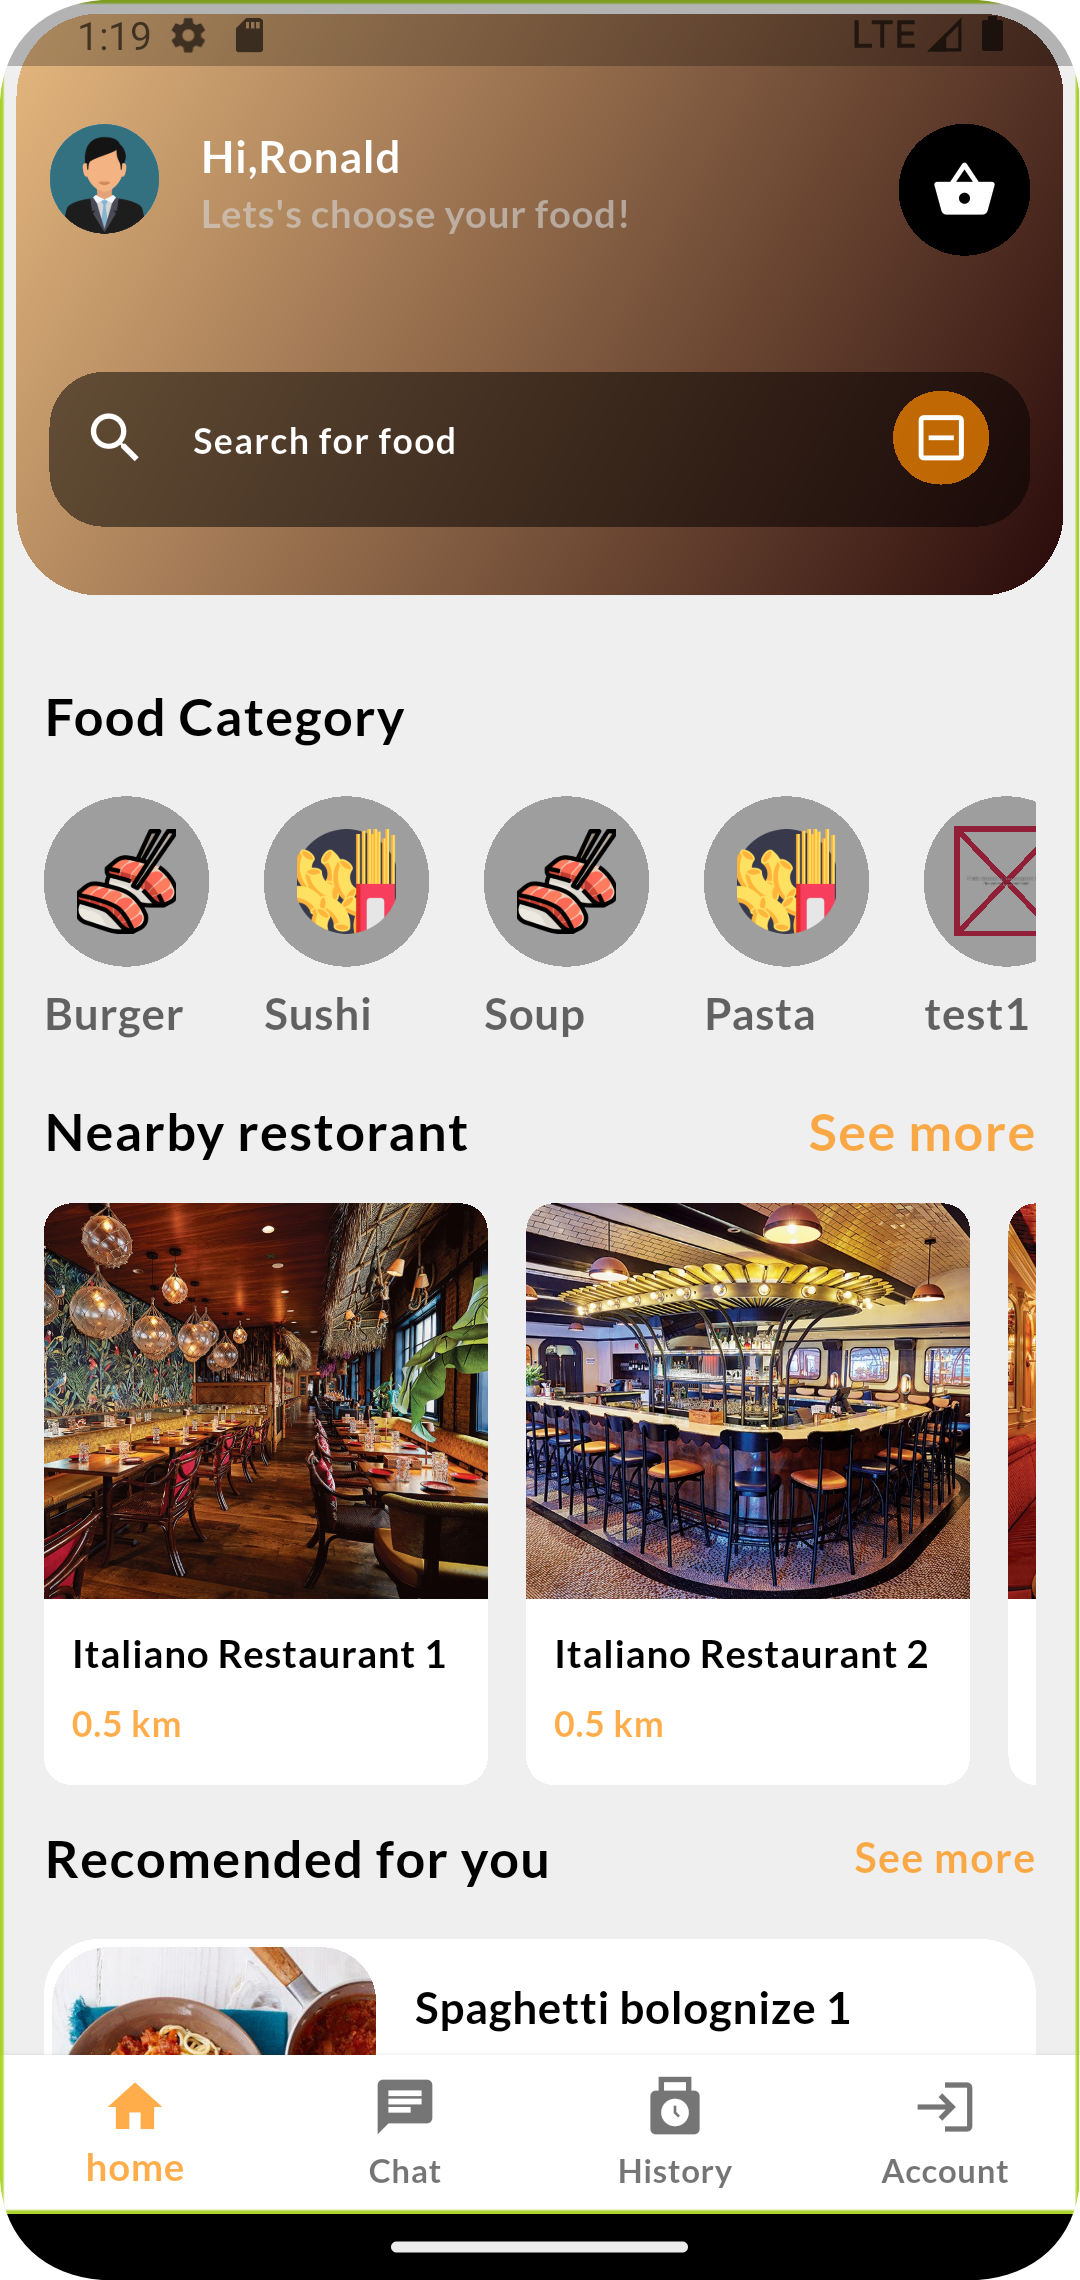 1:19 LTE
Hi,Ronald
Lets's choose your food!
Search for food
Food Category
Burger Sushi Soup Pasta test1
Nearby restorant See more
Italiano Restaurant 1 Italiano Restaurant 2
0.5 km 0.5 km
Recomended for you See more
Spaghetti bolognize 1
home Chat History Account